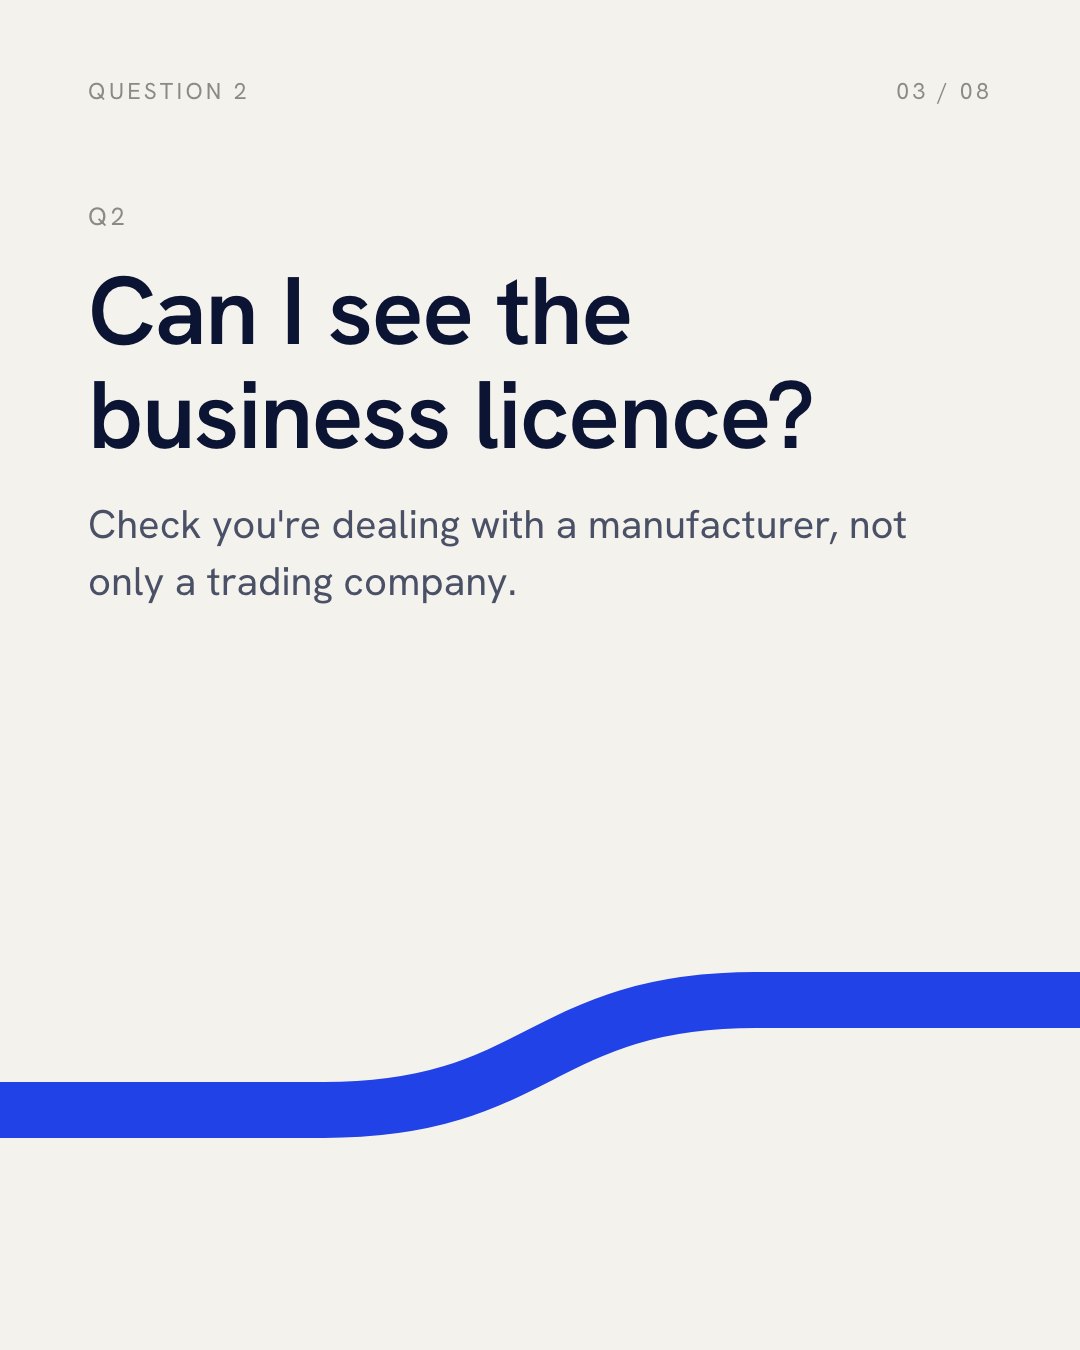 QUESTION 2
03 / 08
Q2
Can I see the
business licence?
Check you're dealing with a manufacturer, not
only a trading company.